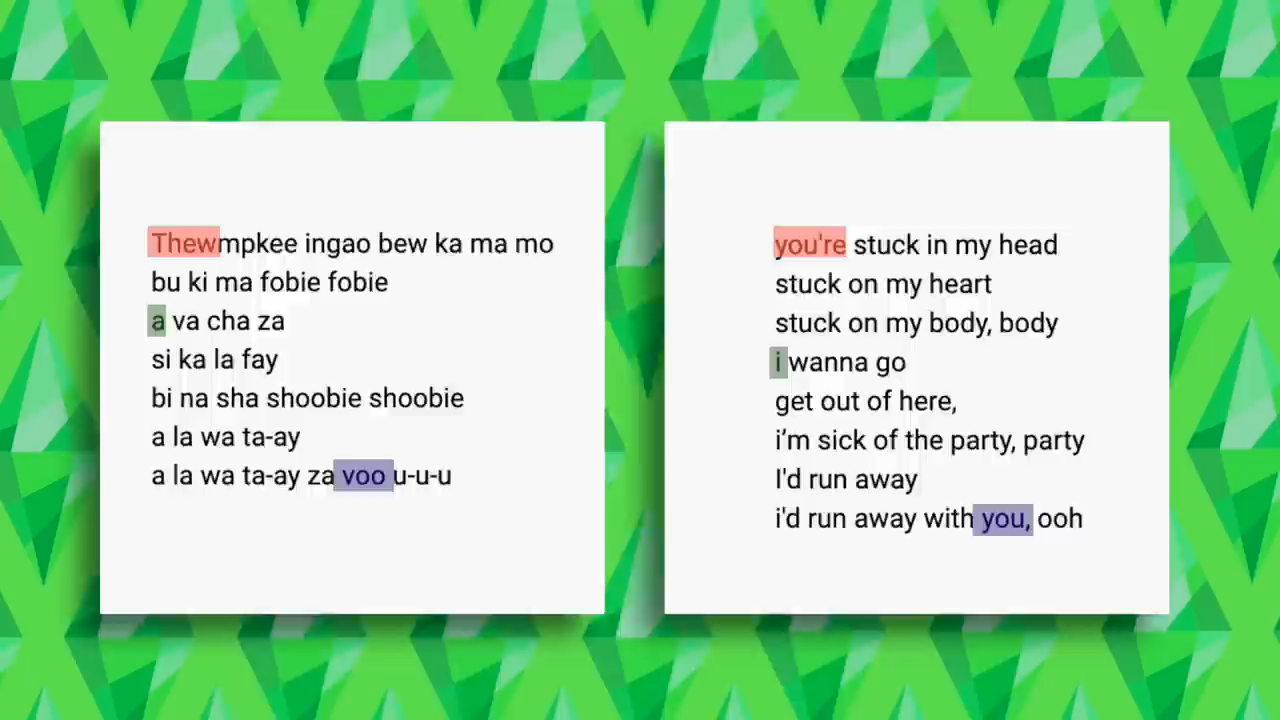 Thewmpkee ingao bew ka ma mo
bu ki ma fobie fobie
a va cha za
si ka la fay
bi na sha shoobie shoobie
a la wa ta-ay
a la wa ta-ay za voo u-u-u
you're stuck in my head
stuck on my heart
stuck on my body, body
i wanna go
get out of here,
i’m sick of the party, party
I'd run away
i'd run away with you, ooh